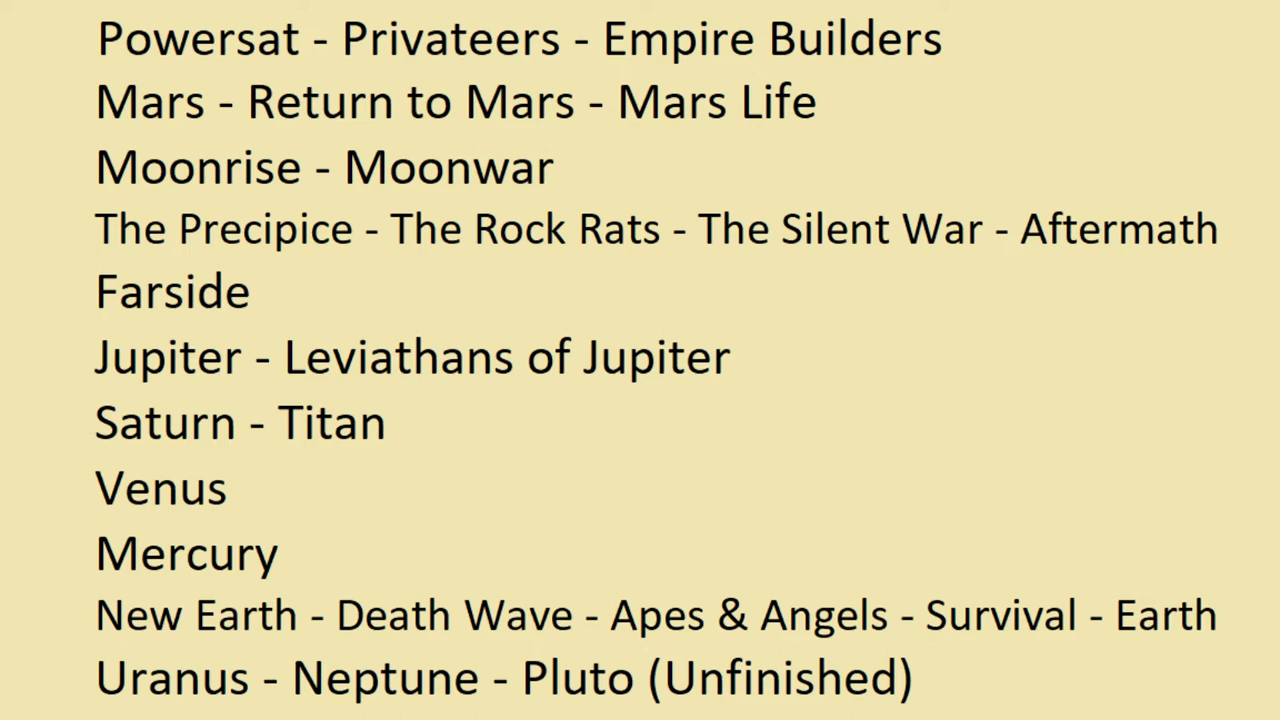 Powersat - Privateers - Empire Builders
Mars - Return to Mars - Mars Life
Moonrise - Moonwar
The Precipice - The Rock Rats - The Silent War - Aftermath
Farside
Jupiter - Leviathans of Jupiter
Saturn - Titan
Venus
Mercury
New Earth - Death Wave - Apes & Angels - Survival - Earth
Uranus - Neptune - Pluto (Unfinished)